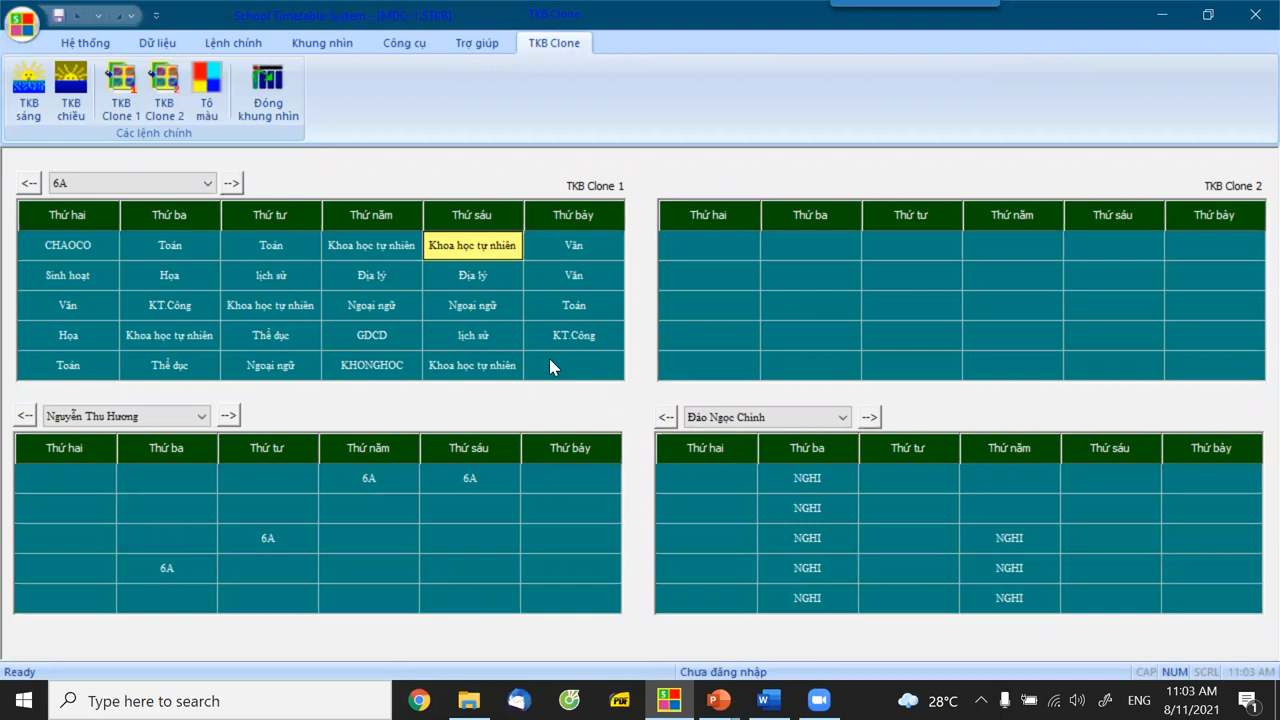 School Timetable System - [MDK-1.STKB]
TKB Clone
Hệ thống Dữ liệu Lệnh chính Khung nhìn Công cụ Trợ giúp TKB Clone
TKB sáng
TKB chiều
TKB Clone 1
TKB Clone 2
Tô màu
Đóng khung nhìn
Các lệnh chính
<-- 6A -->
TKB Clone 1
TKB Clone 2
Thứ hai Thứ ba Thứ tư Thứ năm Thứ sáu Thứ bảy
CHAOCO Toán Toán Khoa học tự nhiên Khoa học tự nhiên Văn
Sinh hoạt Họa lịch sử Địa lý Địa lý Văn
Văn KT.Công Khoa học tự nhiên Ngoại ngữ Ngoại ngữ Toán
Họa Khoa học tự nhiên Thể dục GDCD lịch sử KT.Công
Toán Thể dục Ngoại ngữ KHONGHOC Khoa học tự nhiên
Thứ hai Thứ ba Thứ tư Thứ năm Thứ sáu Thứ bảy
<-- Nguyễn Thu Hương -->
Thứ hai Thứ ba Thứ tư Thứ năm Thứ sáu Thứ bảy
6A 6A
6A
6A
<-- Đào Ngọc Chinh -->
Thứ hai Thứ ba Thứ tư Thứ năm Thứ sáu Thứ bảy
NGHI
NGHI
NGHI NGHI
NGHI NGHI
NGHI NGHI
Ready
Chưa đăng nhập
CAP NUM SCRL 11:03 AM
Type here to search
PDF
28°C
ENG
11:03 AM
8/11/2021
1